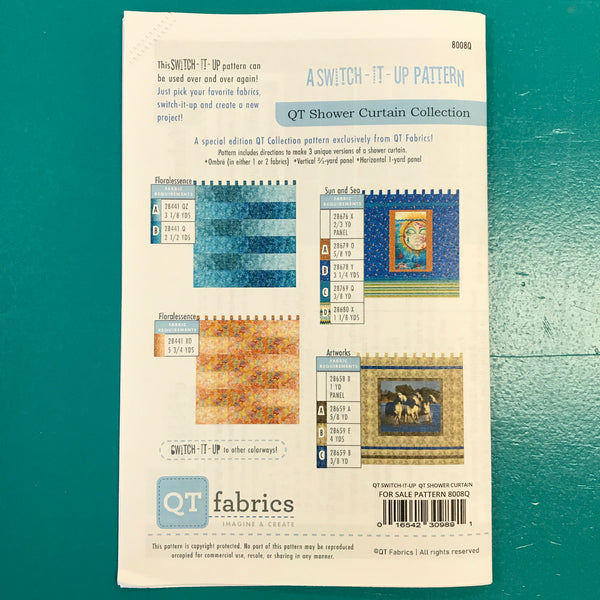 8008Q
This SWITCH-IT-UP pattern can
be used over and over again!
Just pick your favorite fabrics,
switch-it-up and create a new
project!
A SWITCH-IT-UP PATTERN
QT Shower Curtain Collection
A special edition QT Collection pattern exclusively from QT Fabrics!
Pattern includes directions to make 3 unique versions of a shower curtain.
•Ombré (in either 1 or 2 fabrics) •Vertical ⅔-yard panel •Horizantal 1-yard panel
Floralessence
FABRIC
REQUIREMENTS
A 28441 QZ
3 1/8 YDS
B 28441 Q
2 1/2 YDS
Sun and Sea
FABRIC
REQUIREMENTS
28676 X
2/3 YD
PANEL
A 28679 O
5/8 YD
B 28678 Y
3 1/4 YDS
C 28769 Q
3/8 YD
D 28680 X
1 1/8 YDS
Floralessence
FABRIC
REQUIREMENTS
28441 XO
5 3/4 YDS
Artworks
FABRIC
REQUIREMENTS
28658 B
1 YD
PANEL
A 28659 A
5/8 YD
B 28659 E
4 YDS
C 28659 B
3/8 YD
SWITCH-IT-UP to other colorways!
QT fabrics
IMAGINE & CREATE
QT SWITCH-IT-UP QT SHOWER CURTAIN
FOR SALE PATTERN 8008Q
0 16542 30989 1
This pattern is copyright protected. No part of this pattern may be reproduced
orcopied for commercial use, resale, or sharing in any manner.
©QT Fabrics | All rights reserved